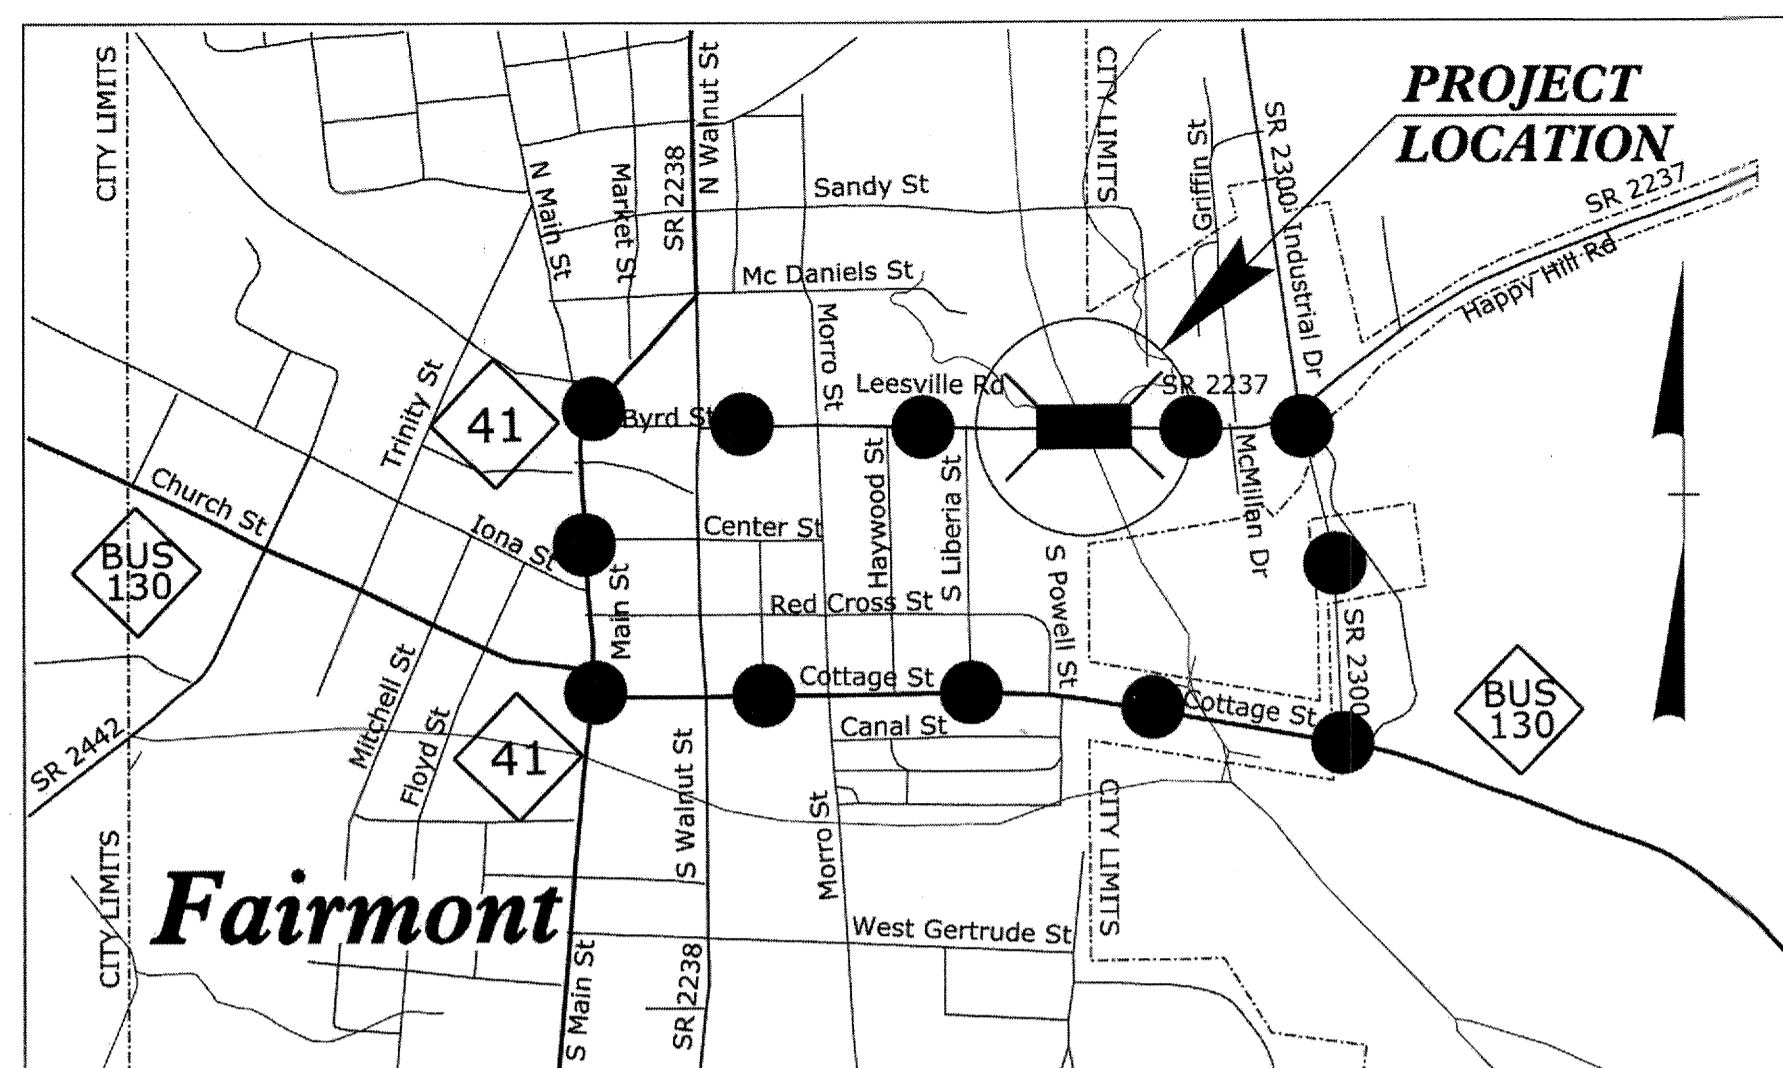 CITY LIMITS
N Walnut St
CITY LIMITS
PROJECT
LOCATION
SR 2300
Griffin St
N Main St
Market St
SR 2238
Sandy St
SR 2237
Industrial Dr
Happy Hill Rd
Mc Daniels St
Morro St
Trinity St
41
Byrd St
Leesville Rd
SR 2237
McMillan Dr
Church St
BUS
130
Iona St
Center St
Haywood St
S Liberia St
S Powell St
Main St
Red Cross St
SR 2300
Mitchell St
Floyd St
Cottage St
Cottage St
BUS
130
SR 2442
41
Canal St
S Walnut St
Morro St
CITY LIMITS
CITY LIMITS
Fairmont
West Gertrude St
S Main St
SR 2238